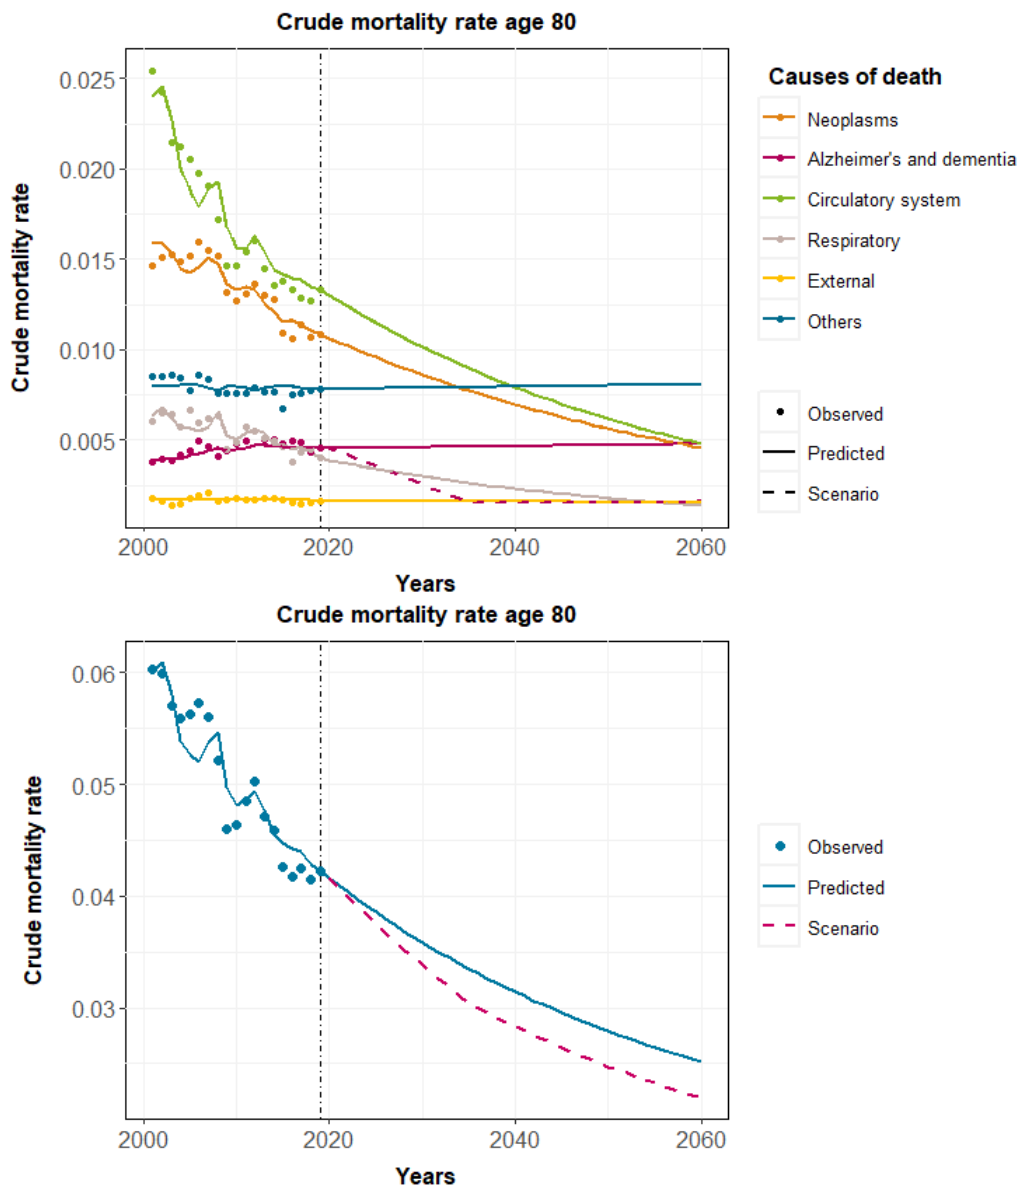 Crude mortality rate age 80
Crude mortality rate
0.025
0.020
0.015
0.010
0.005
2000
2020
2040
2060
Years
Causes of death
Neoplasms
Alzheimer's and dementia
Circulatory system
Respiratory
External
Others
Observed
Predicted
Scenario
Crude mortality rate age 80
Crude mortality rate
0.06
0.05
0.04
0.03
2000
2020
2040
2060
Years
Observed
Predicted
Scenario